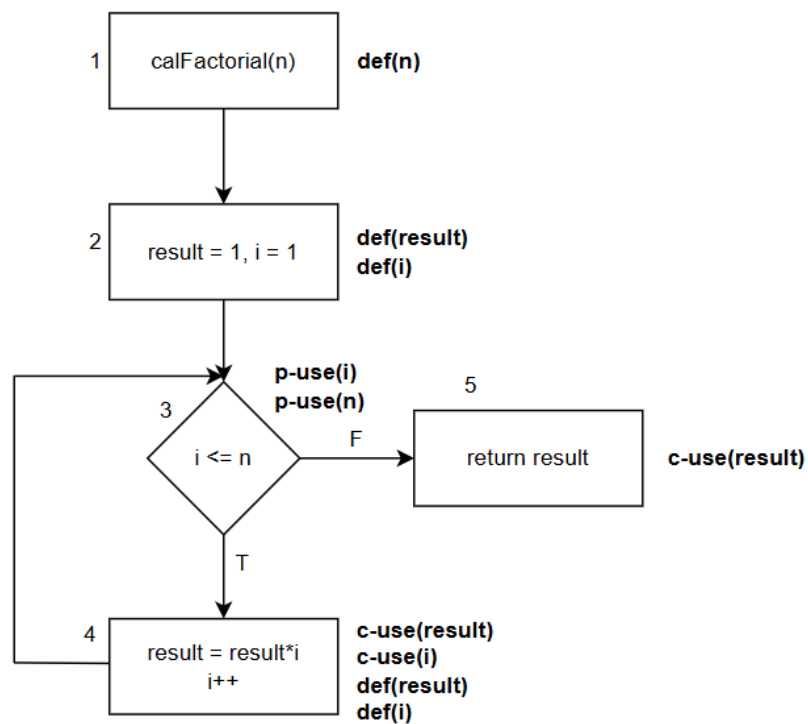 1
calFactorial(n)
def(n)
2
result = 1, i = 1
def(result)
def(i)
p-use(i)
p-use(n)
3
i <= n
F
5
return result
c-use(result)
T
4
result = result*i
i++
c-use(result)
c-use(i)
def(result)
def(i)